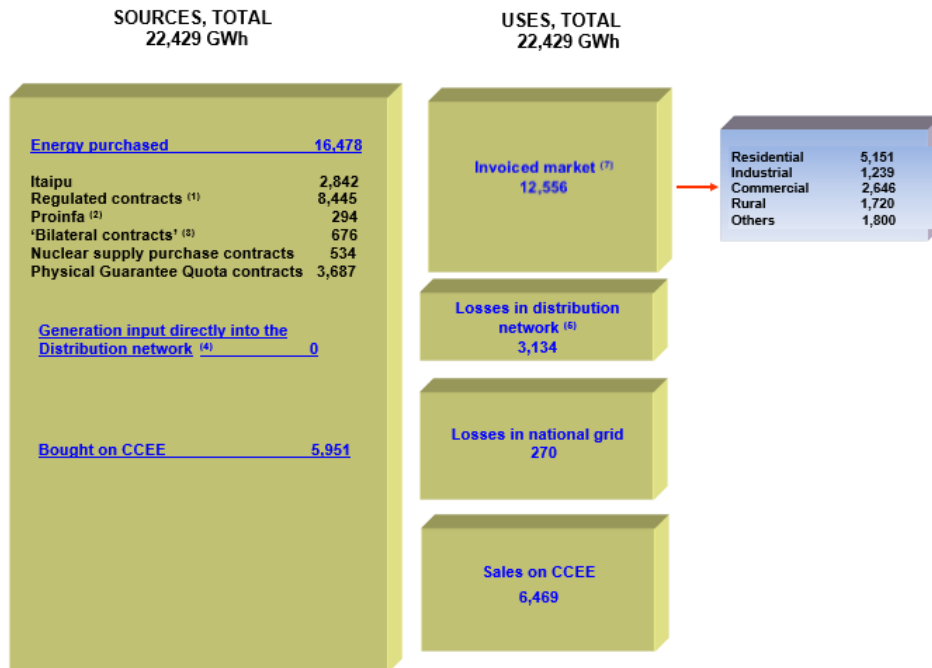 SOURCES, TOTAL
22,429 GWh
Energy purchased 16,478
Itaipu 2,842
Regulated contracts (1) 8,445
Proinfa (2) 294
‘Bilateral contracts’ (3) 676
Nuclear supply purchase contracts 534
Physical Guarantee Quota contracts 3,687
Generation input directly into the
Distribution network (4) 0
Bought on CCEE 5,951
USES, TOTAL
22,429 GWh
Invoiced market (7)
12,556
Losses in distribution
network (5)
3,134
Losses in national grid
270
Sales on CCEE
6,469
Residential 5,151
Industrial 1,239
Commercial 2,646
Rural 1,720
Others 1,800